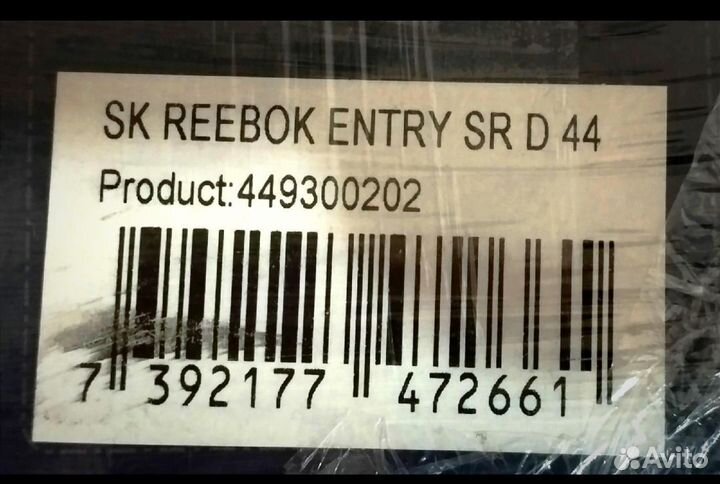 SK REEBOK ENTRY SR D 44
Product:449300202
7 392177 472661
Avito